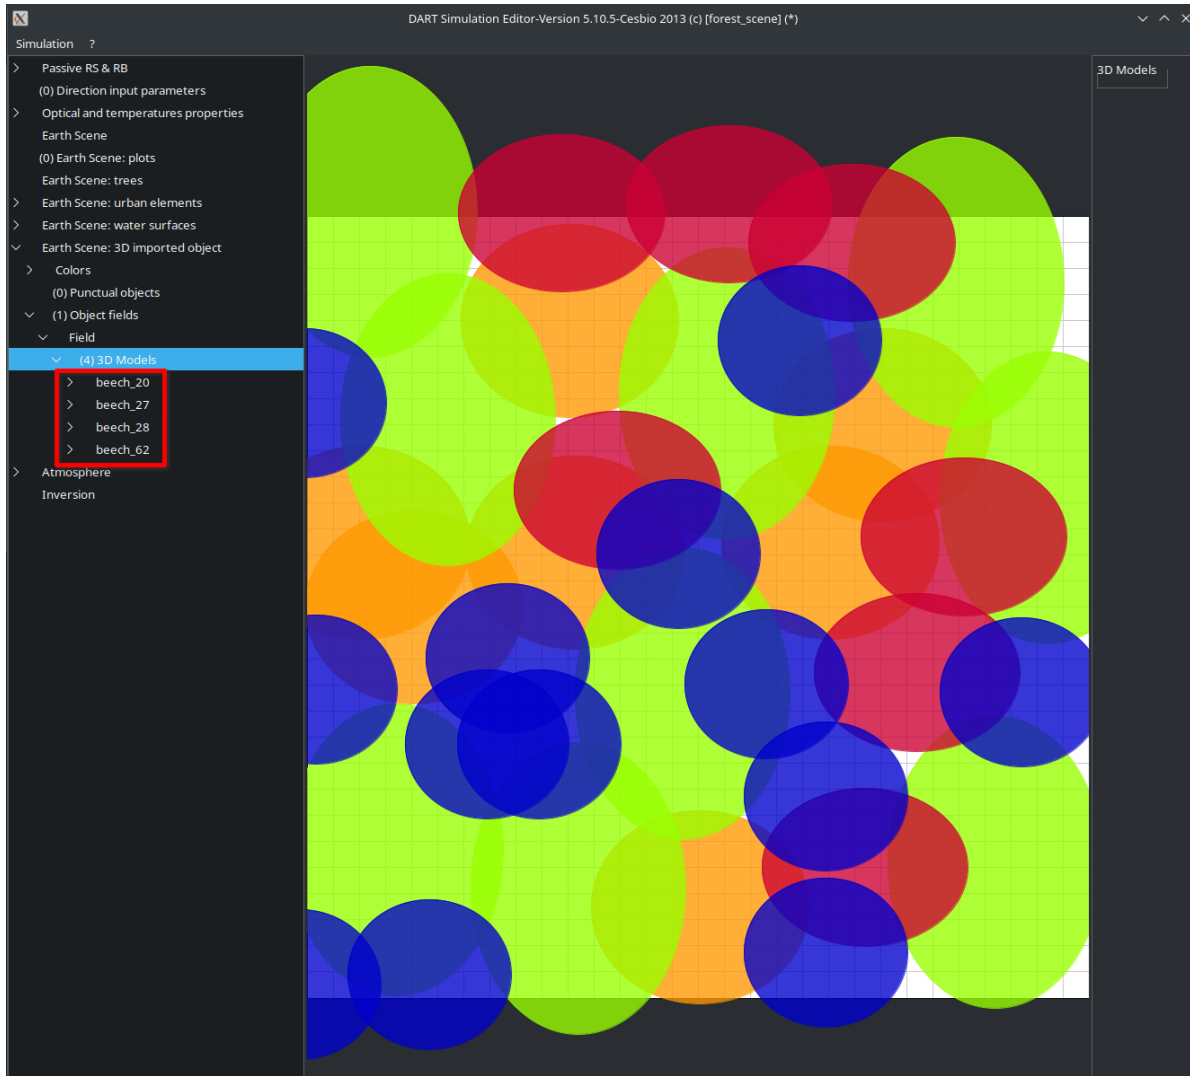 DART Simulation Editor-Version 5.10.5-Cesbio 2013 (c) [forest_scene] (*)
Simulation ?
Passive RS & RB
(0) Direction input parameters
Optical and temperatures properties
Earth Scene
(0) Earth Scene: plots
Earth Scene: trees
Earth Scene: urban elements
Earth Scene: water surfaces
Earth Scene: 3D imported object
Colors
(0) Punctual objects
(1) Object fields
Field
(4) 3D Models
beech_20
beech_27
beech_28
beech_62
Atmosphere
Inversion
3D Models